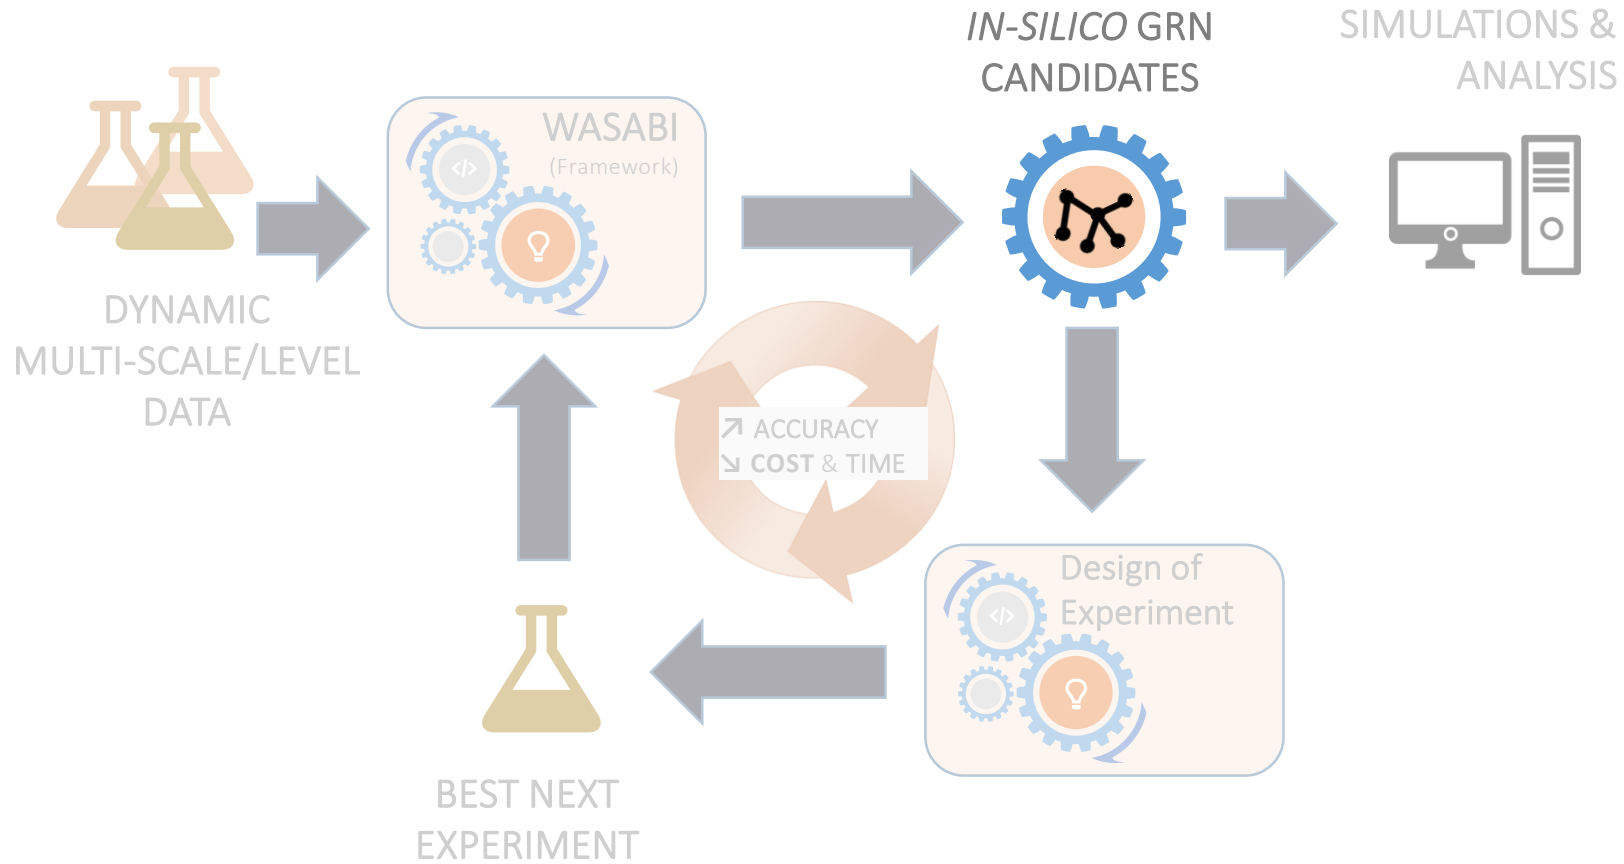 IN-SILICO GRN
CANDIDATES
SIMULATIONS &
ANALYSIS
WASABI
(Framework)
</>
DYNAMIC
MULTI-SCALE/LEVEL
DATA
↗ ACCURACY
↘ COST & TIME
Design of
Experiment
</>
BEST NEXT
EXPERIMENT